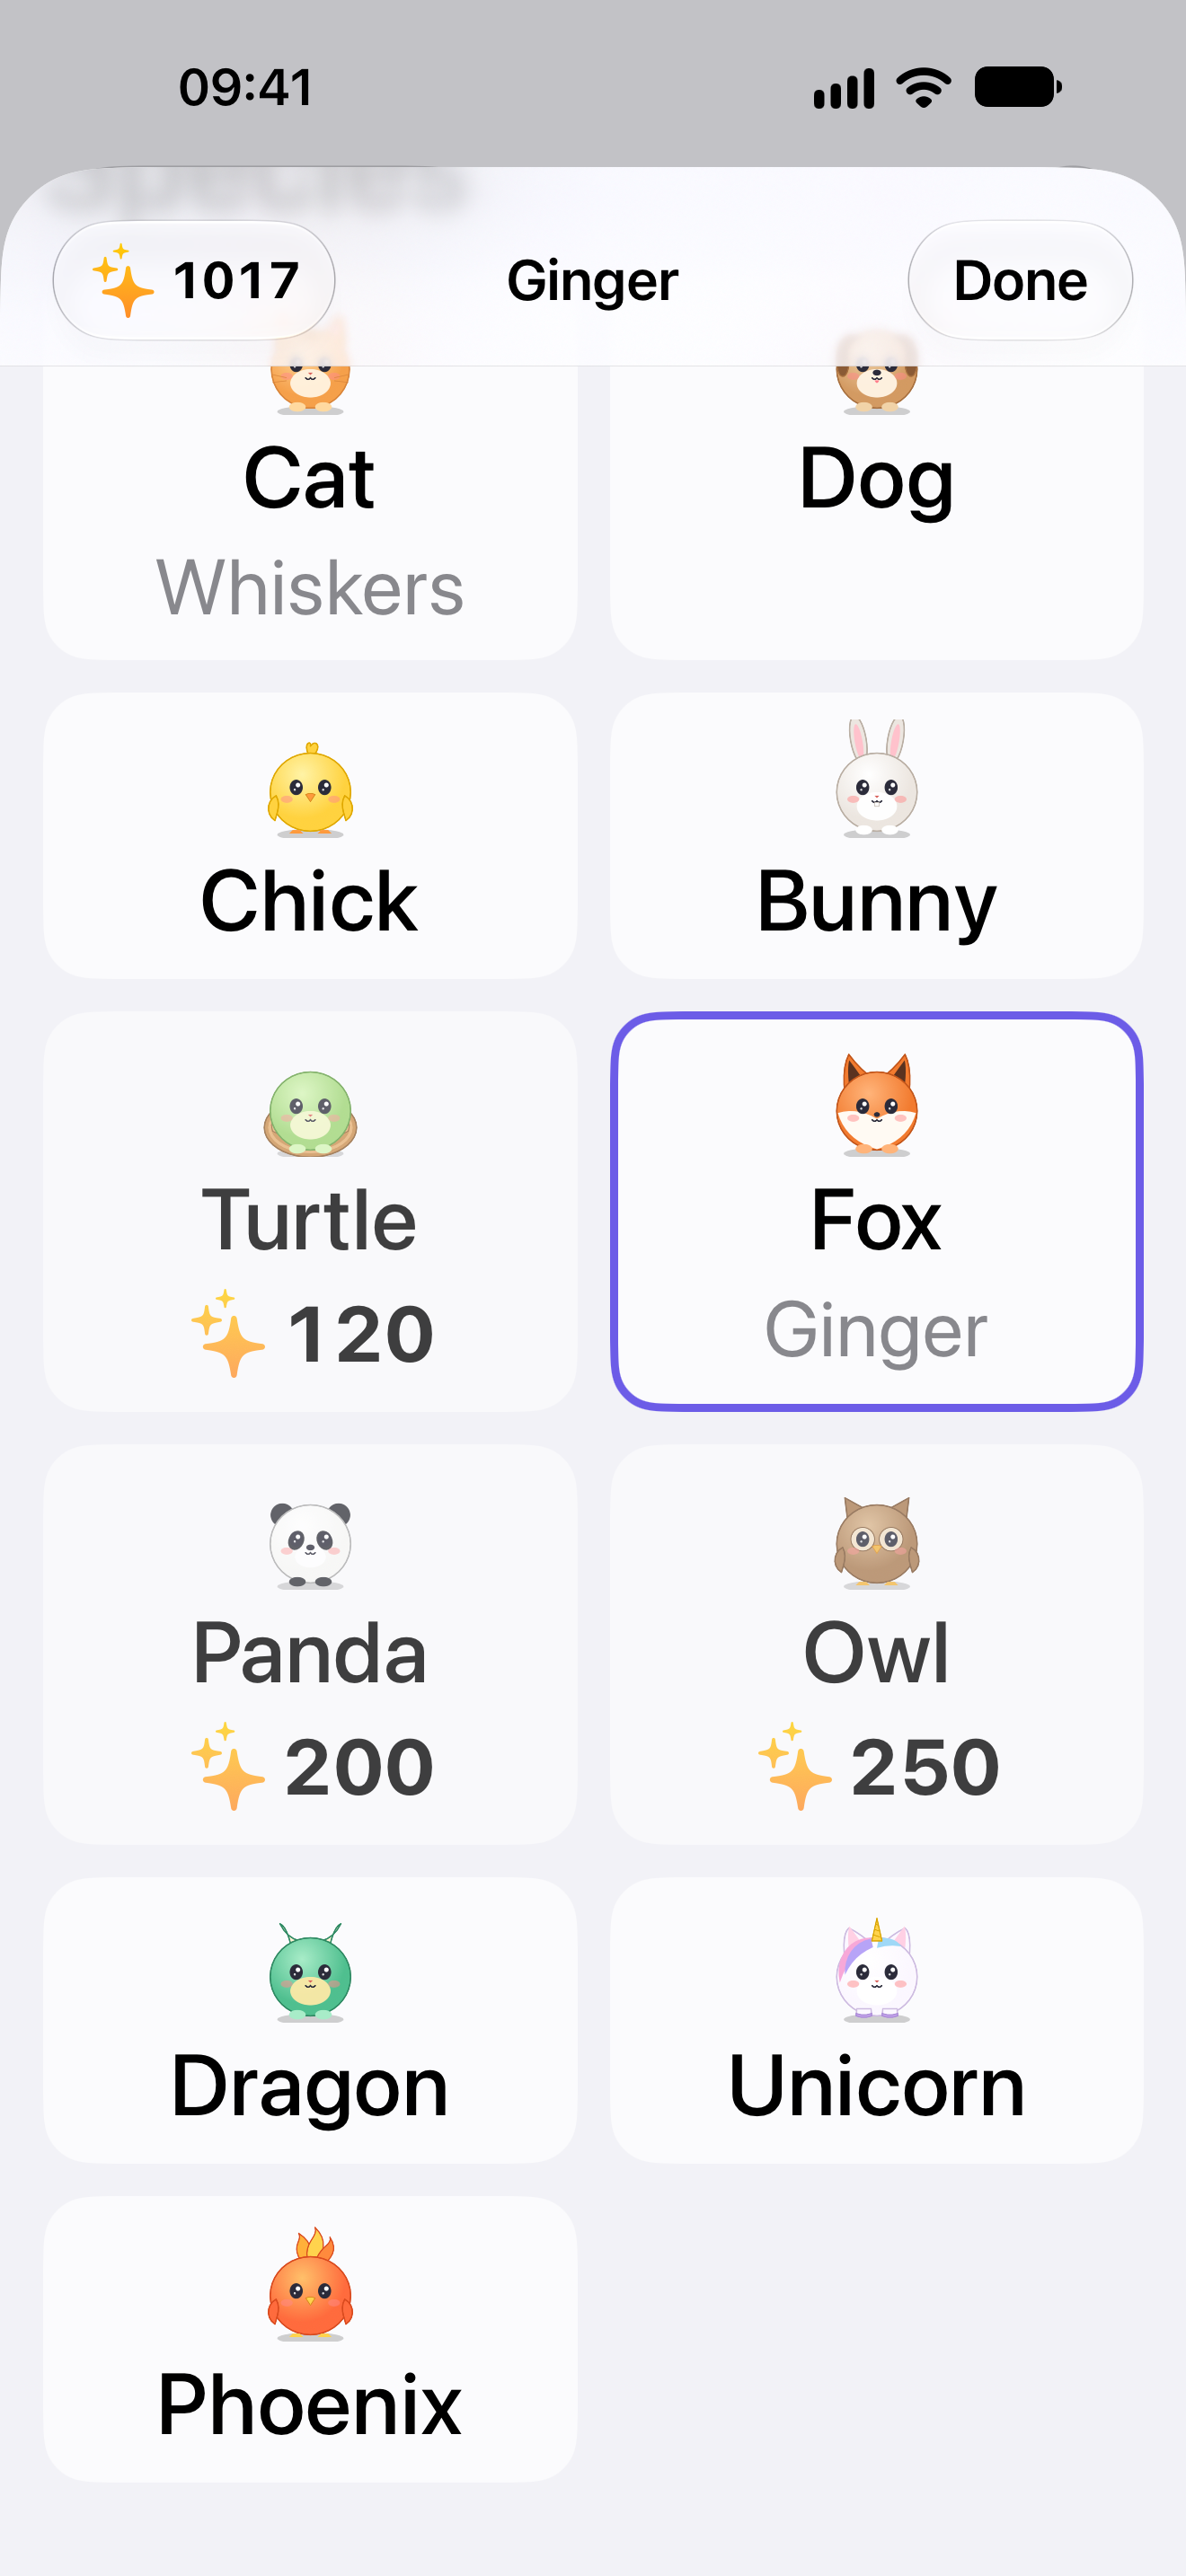 09:41
Species
1017
Ginger
Done
Cat
Dog
Whiskers
Chick
Bunny
Turtle
Fox
120
Ginger
Panda
Owl
200
250
Dragon
Unicorn
Phoenix